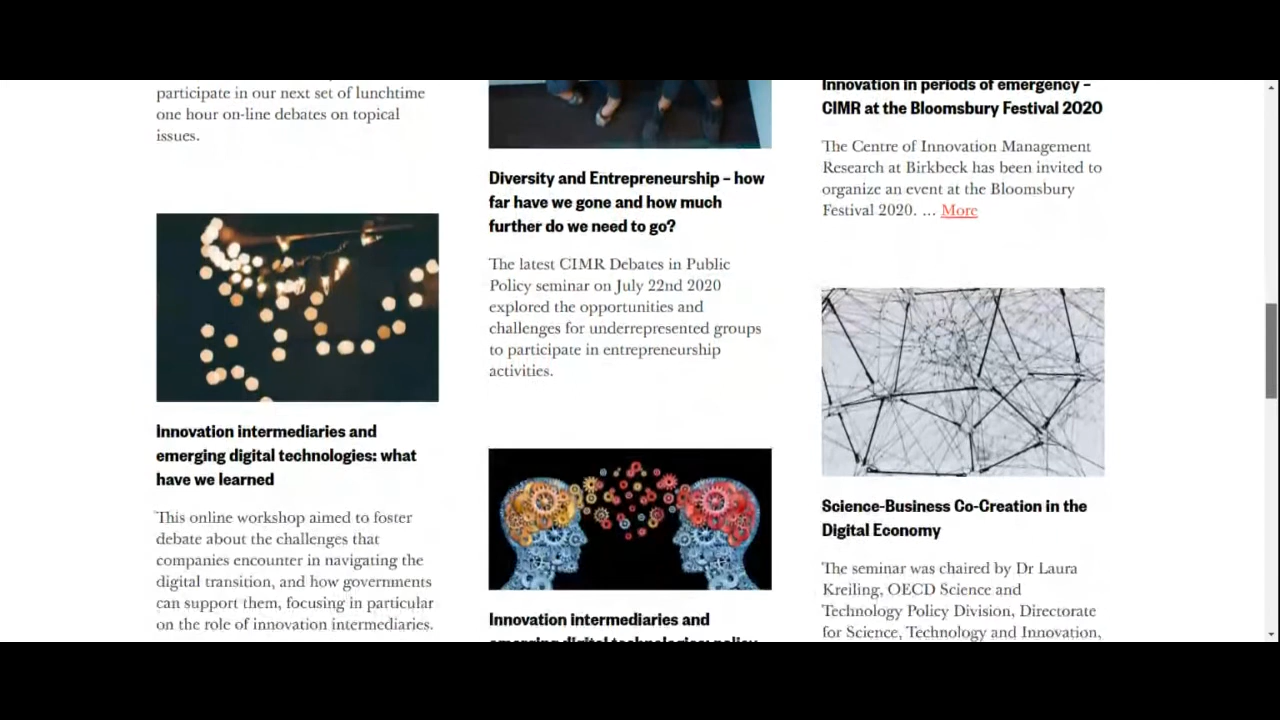 participate in our next set of lunchtime
one hour on-line debates on topical
issues.
Innovation intermediaries and
emerging digital technologies: what
have we learned
This online workshop aimed to foster
debate about the challenges that
companies encounter in navigating the
digital transition, and how governments
can support them, focusing in particular
on the role of innovation intermediaries.
Diversity and Entrepreneurship – how
far have we gone and how much
further do we need to go?
The latest CIMR Debates in Public
Policy seminar on July 22nd 2020
explored the opportunities and
challenges for underrepresented groups
to participate in entrepreneurship
activities.
Innovation intermediaries and
emerging digital technologies: policy
Innovation in periods of emergency –
CIMR at the Bloomsbury Festival 2020
The Centre of Innovation Management
Research at Birkbeck has been invited to
organize an event at the Bloomsbury
Festival 2020. … More
Science-Business Co-Creation in the
Digital Economy
The seminar was chaired by Dr Laura
Kreiling, OECD Science and
Technology Policy Division, Directorate
for Science, Technology and Innovation,